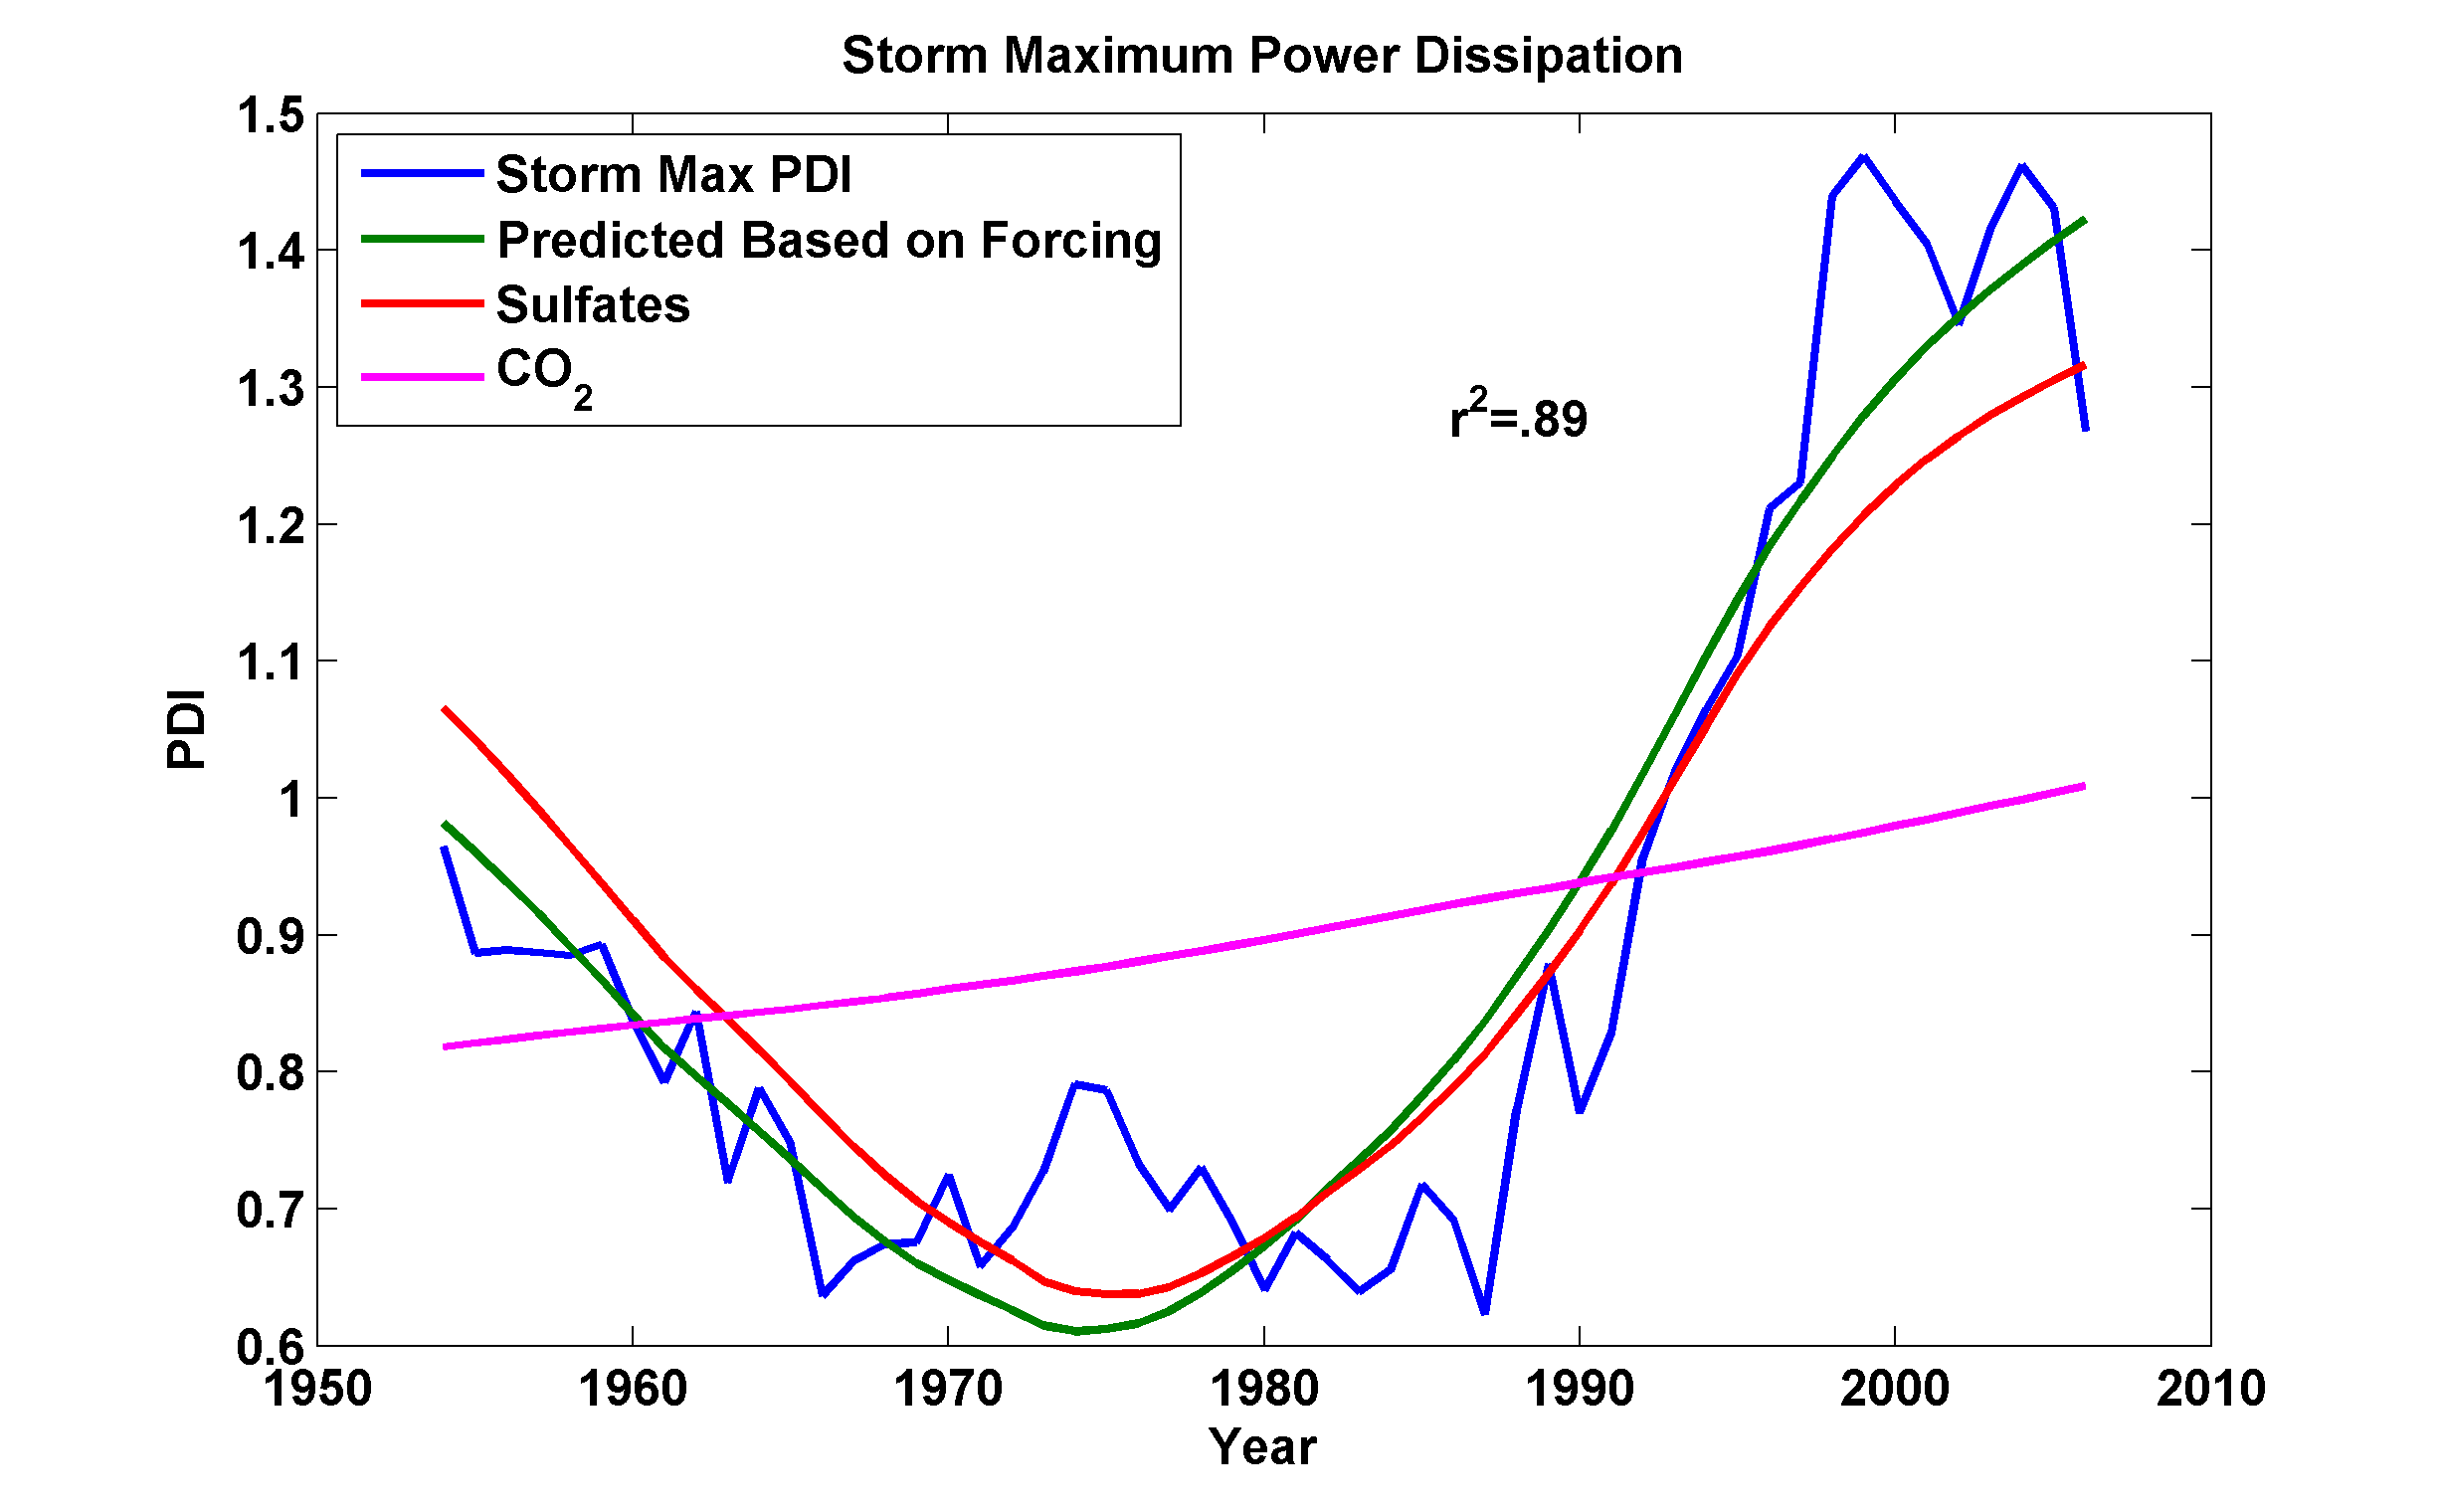 Storm Maximum Power Dissipation
1.5
1.4
1.3
1.2
1.1
1
0.9
0.8
0.7
0.6
PDI
Storm Max PDI
Predicted Based on Forcing
Sulfates
CO₂
r²=.89
1950 1960 1970 1980 1990 2000 2010
Year